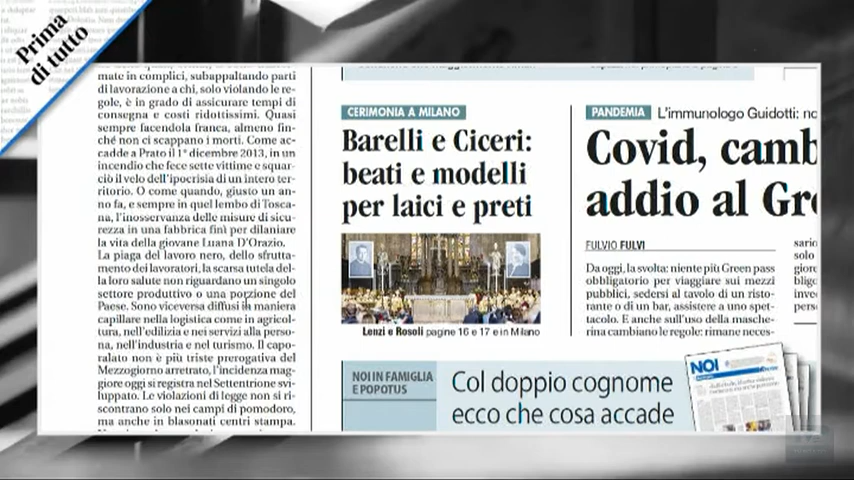 Prima
di tutto
mate in complici, subappaltando parti
di lavorazione a chi, solo violando le re-
gole, è in grado di assicurare tempi di
consegna e costi ridottissimi. Quasi
sempre facendola franca, almeno fin-
ché non ci scappano i morti. Come ac-
cadde a Prato il 1° dicembre 2013, in un
incendio che fece sette vittime e squar-
ciò il velo dell'ipocrisia di un intero ter-
ritorio. O come quando, giusto un an-
no fa, e sempre in quel lembo di Tosca-
na, l'inosservanza delle misure di sicu-
rezza in una fabbrica finì per dilaniare
la vita della giovane Luana D'Orazio.
La piaga del lavoro nero, dello sfrutta-
mento dei lavoratori, la scarsa tutela del-
la loro salute non riguardano un singolo
settore produttivo o una porzione del
Paese. Sono viceversa diffusi in maniera
capillare nella logistica come in agricol-
tura, nell'edilizia e nei servizi alla perso-
na, nell'industria e nel turismo. Il capo-
ralato non è più triste prerogativa del
Mezzogiorno arretrato, l'incidenza mag-
giore oggi si registra nel Settentrione svi-
luppato. Le violazioni di legge non si ri-
scontrano solo nei campi di pomodoro,
ma anche in blasonati centri stampa.
CERIMONIA A MILANO
Barelli e Ciceri:
beati e modelli
per laici e preti
Lenzi e Rosoli pagine 16 e 17 e in Milano
PANDEMIA L'immunologo Guidotti: no
Covid, camb
addio al Gre
FULVIO FULVI
Da oggi, la svolta: niente più Green pass
obbligatorio per viaggiare sui mezzi
pubblici, sedersi al tavolo di un ristoran-
te o di un bar, assistere a uno spet-
tacolo. E anche sull'uso della masche-
rina cambiano le regole: rimane neces-
sario
solo
giore
bligo
inve
pers
NOI IN FAMIGLIA
E POPOTUS
Col doppio cognome
ecco che cosa accade
NOI